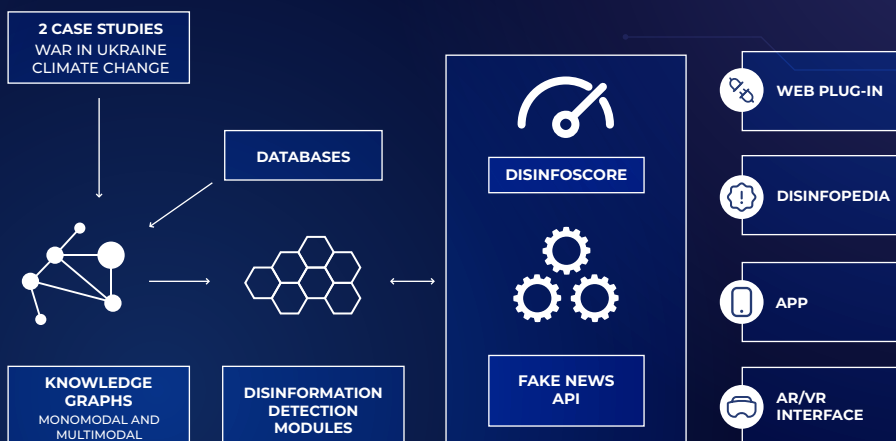 2 CASE STUDIES
WAR IN UKRAINE
CLIMATE CHANGE
DATABASES
KNOWLEDGE
GRAPHS
MONOMODAL AND
MULTIMODAL
DISINFORMATION
DETECTION
MODULES
DISINFOSCORE
FAKE NEWS
API
WEB PLUG-IN
DISINFOPEDIA
APP
AR/VR
INTERFACE